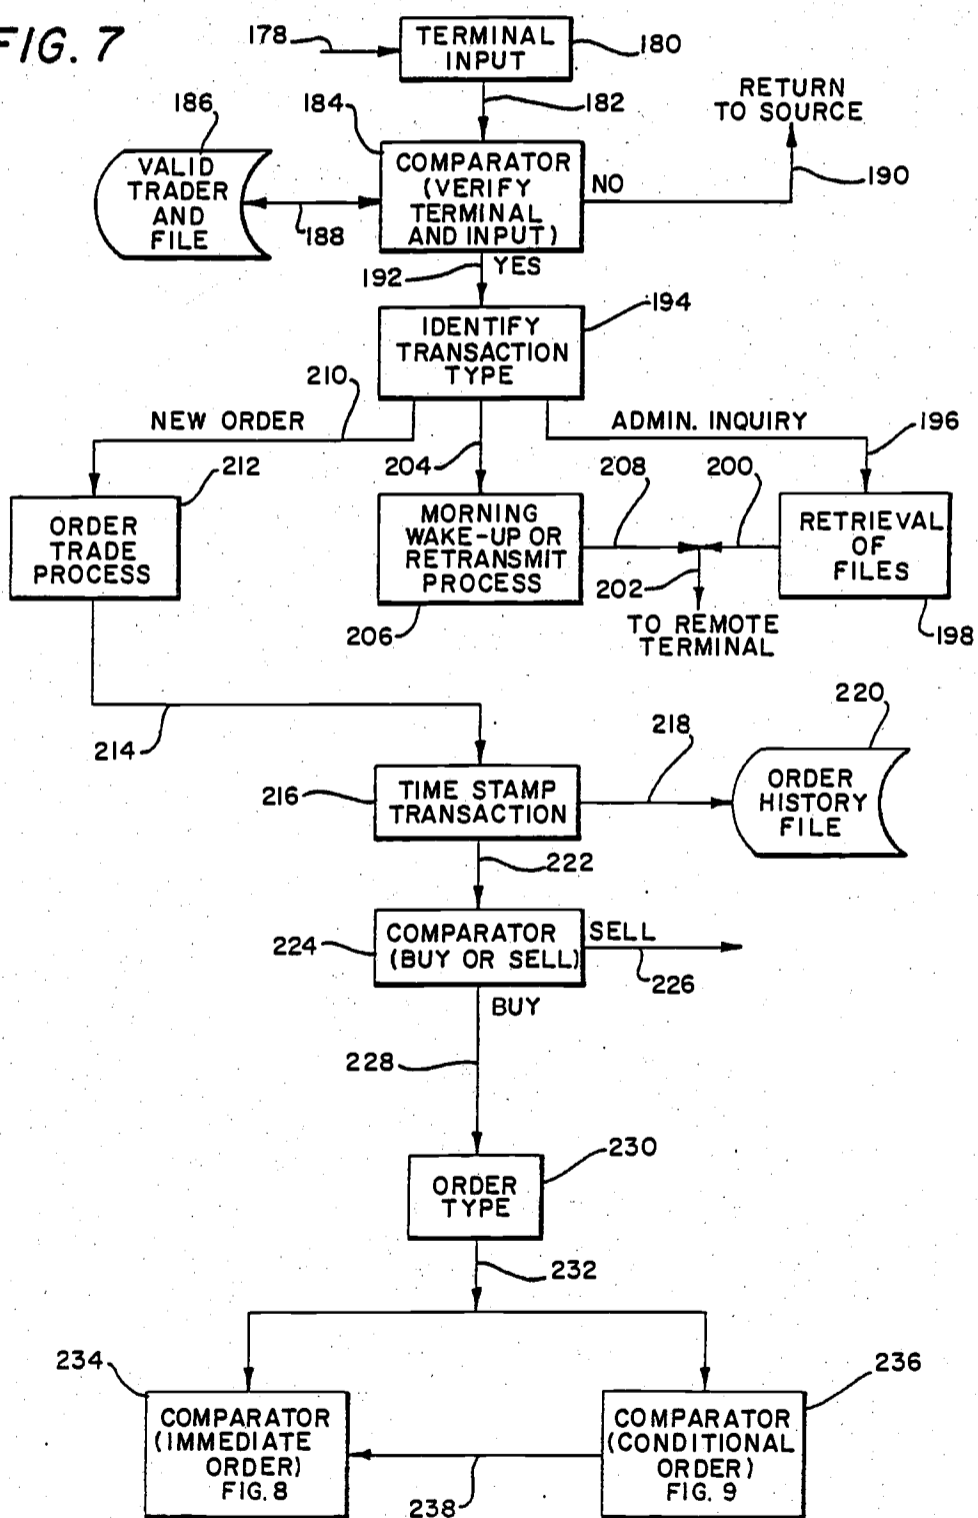 FIG. 7
178
TERMINAL
INPUT
180
182
RETURN
TO SOURCE
186
184
VALID
TRADER
AND
FILE
188
COMPARATOR
(VERIFY
TERMINAL
AND INPUT)
NO
190
192
YES
IDENTIFY
TRANSACTION
TYPE
194
210
NEW ORDER
ADMIN. INQUIRY
196
212
204
208
200
ORDER
TRADE
PROCESS
MORNING
WAKE-UP OR
RETRANSMIT
PROCESS
RETRIEVAL
OF
FILES
202
206
TO REMOTE
TERMINAL
198
214
218
220
216
TIME STAMP
TRANSACTION
ORDER
HISTORY
FILE
222
224
COMPARATOR
(BUY OR SELL)
SELL
226
BUY
228
230
ORDER
TYPE
232
234
236
COMPARATOR
(IMMEDIATE
ORDER)
FIG. 8
COMPARATOR
(CONDITIONAL
ORDER)
FIG. 9
238